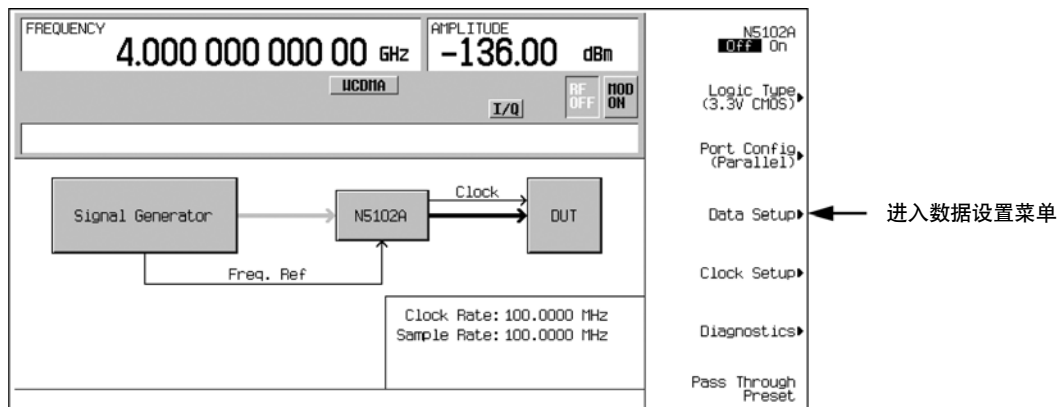 FREQUENCY
4.000 000 000 00 GHz
AMPLITUDE
-136.00 dBm
WCDMA
I/Q
RF
OFF
MOD
ON
Signal Generator
N5102A
Clock
DUT
Freq. Ref
Clock Rate: 100.0000 MHz
Sample Rate: 100.0000 MHz
N5102A
Off On
Logic Type
(3.3V CMOS)
Port Config
(Parallel)
Data Setup
进入数据设置菜单
Clock Setup
Diagnostics
Pass Through
Preset